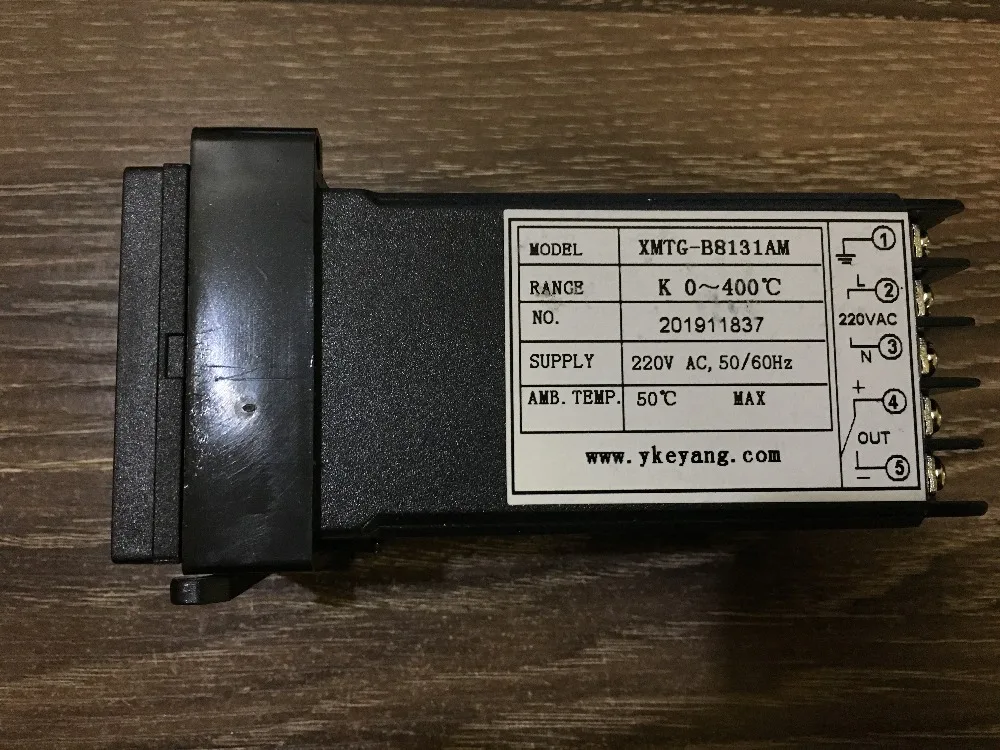 MODEL XMTG-B8131AM
RANGE K 0～400℃
NO. 201911837
SUPPLY 220V AC, 50/60Hz
AMB. TEMP. 50℃ MAX
www.ykeyang.com
1
L 2
220VAC
N 3
+ 4
OUT
− 5